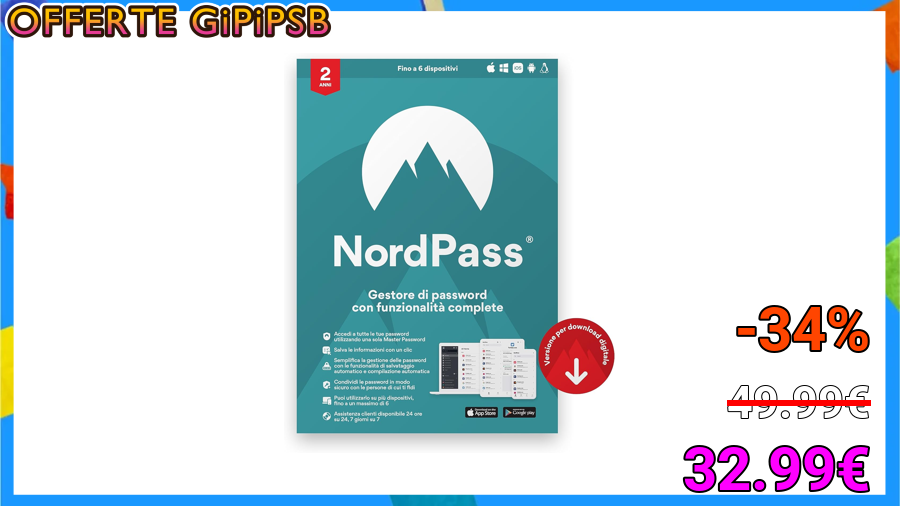 OFFERTE GiPiPSB
2
ANNI
Fino a 6 dispositivi
iOS
NordPass®
Gestore di password
con funzionalità complete
Accedi a tutte le tue password
utilizzando una sola Master Password
Salva le informazioni con un clic
Semplifica la gestione delle password
con le funzionalità di salvataggio
automatico e compilazione automatica
Condividi le password in modo
sicuro con le persone di cui ti fidi
Puoi utilizzarlo su più dispositivi,
fino a un massimo di 6
Assistenza clienti disponibile 24 ore
su 24, 7 giorni su 7
Download on the
App Store
Google play
Versione per download digitale
-34%
49.99€
32.99€